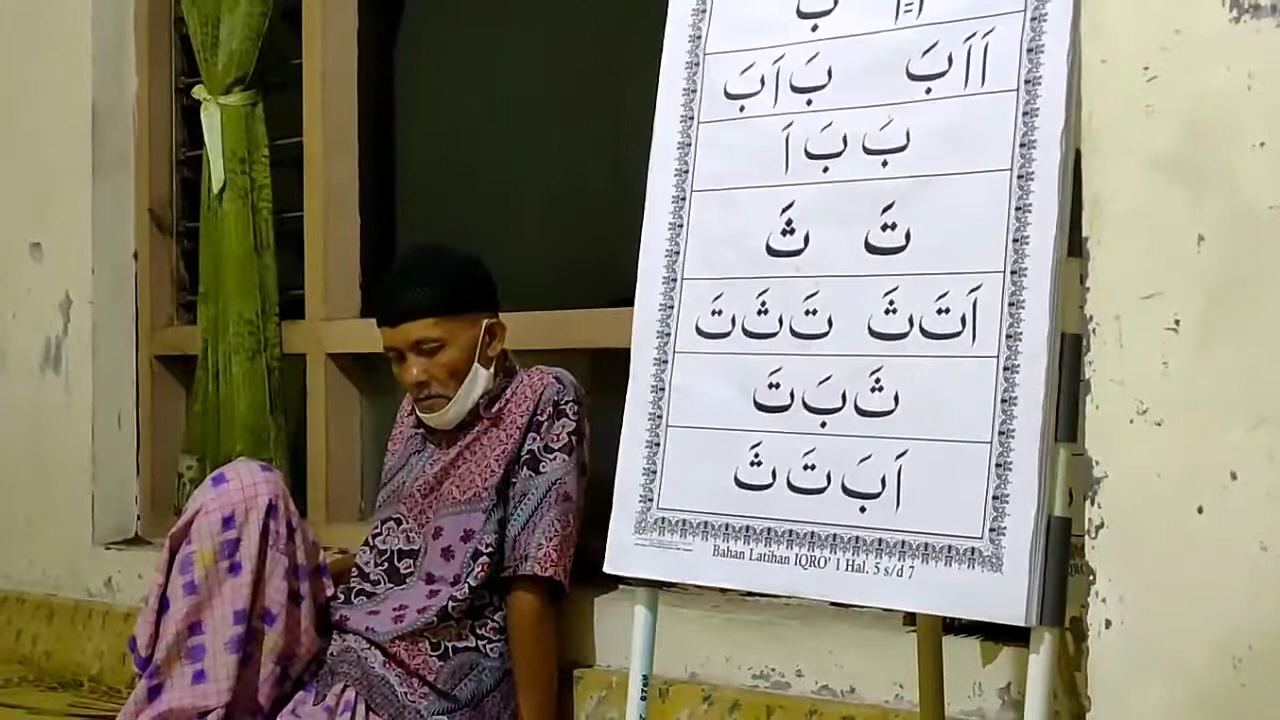 اَ اَ بَ   بَ اَ بَ
بَ بَ اَ
تَ   ثَ
اَ تَ ثَ   تَ ثَ تَ
ثَ بَ تَ
اَ بَ تَ ثَ
Bahan Latihan IQRO' 1 Hal. 5 s/d 7